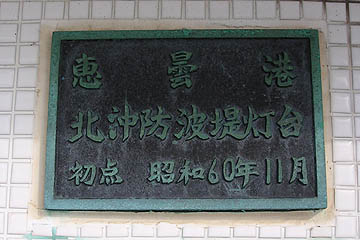 恵曇港
北沖防波堤灯台
初点 昭和60年11月